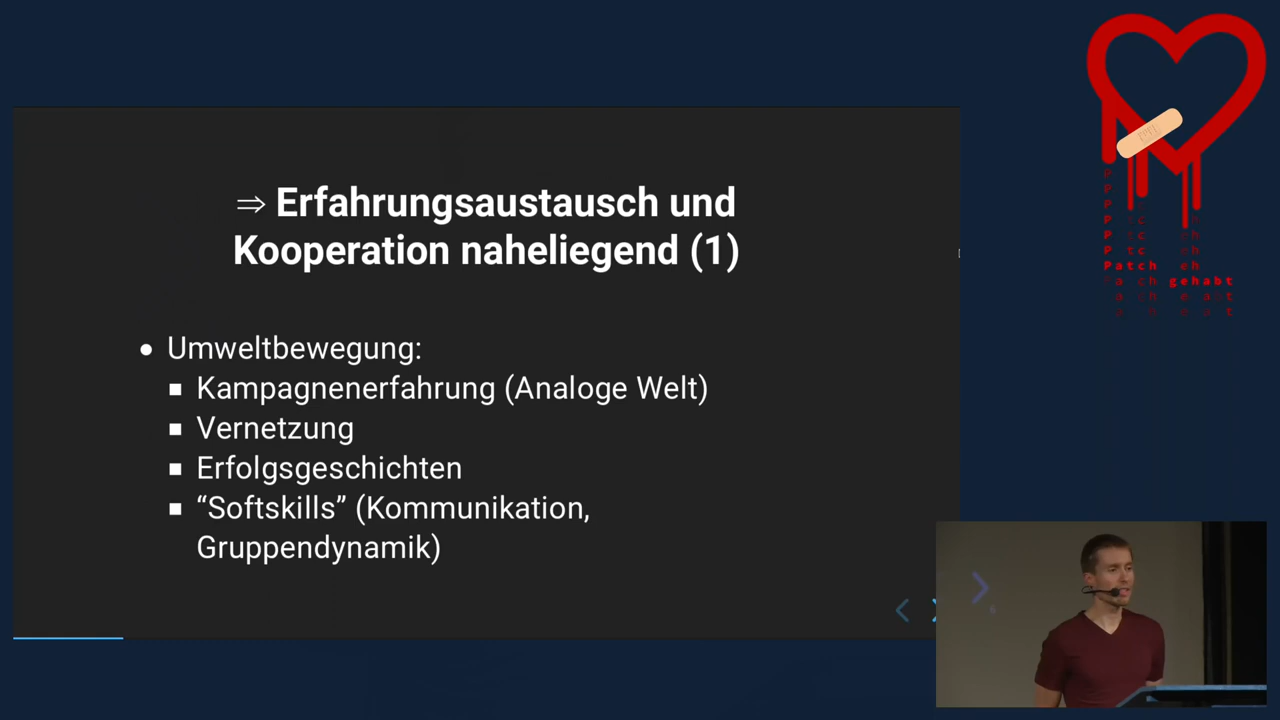 ⇒ Erfahrungsaustausch und
Kooperation naheliegend (1)
● Umweltbewegung:
■ Kampagnenerfahrung (Analoge Welt)
■ Vernetzung
■ Erfolgsgeschichten
■ “Softskills” (Kommunikation,
Gruppendynamik)
Patch
gehabt